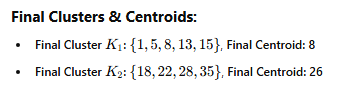 Final Clusters & Centroids:
• Final Cluster K₁: {1, 5, 8, 13, 15}, Final Centroid: 8
• Final Cluster K₂: {18, 22, 28, 35}, Final Centroid: 26